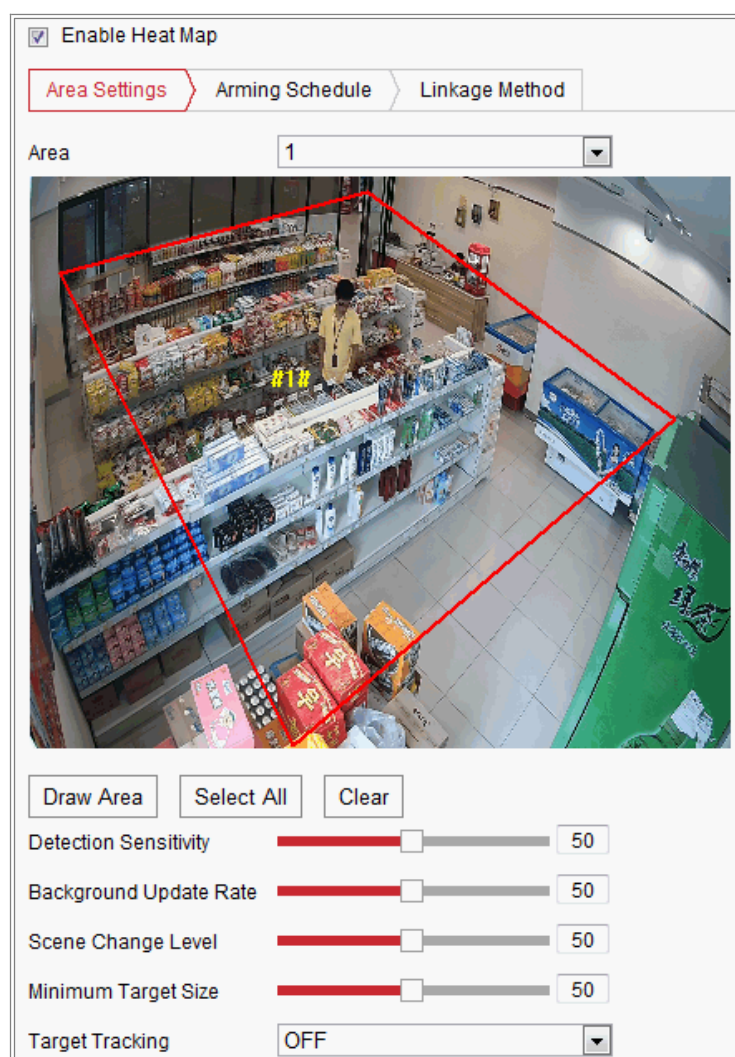 Enable Heat Map
Area Settings Arming Schedule Linkage Method
Area 1
#1#
Draw Area Select All Clear
Detection Sensitivity 50
Background Update Rate 50
Scene Change Level 50
Minimum Target Size 50
Target Tracking OFF